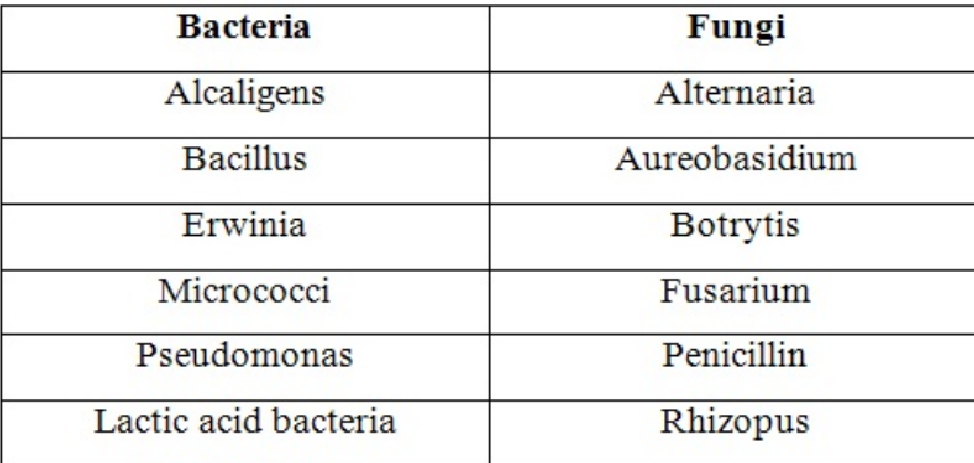 Bacteria Fungi
Alcaligens Alternaria
Bacillus Aureobasidium
Erwinia Botrytis
Micrococci Fusarium
Pseudomonas Penicillin
Lactic acid bacteria Rhizopus